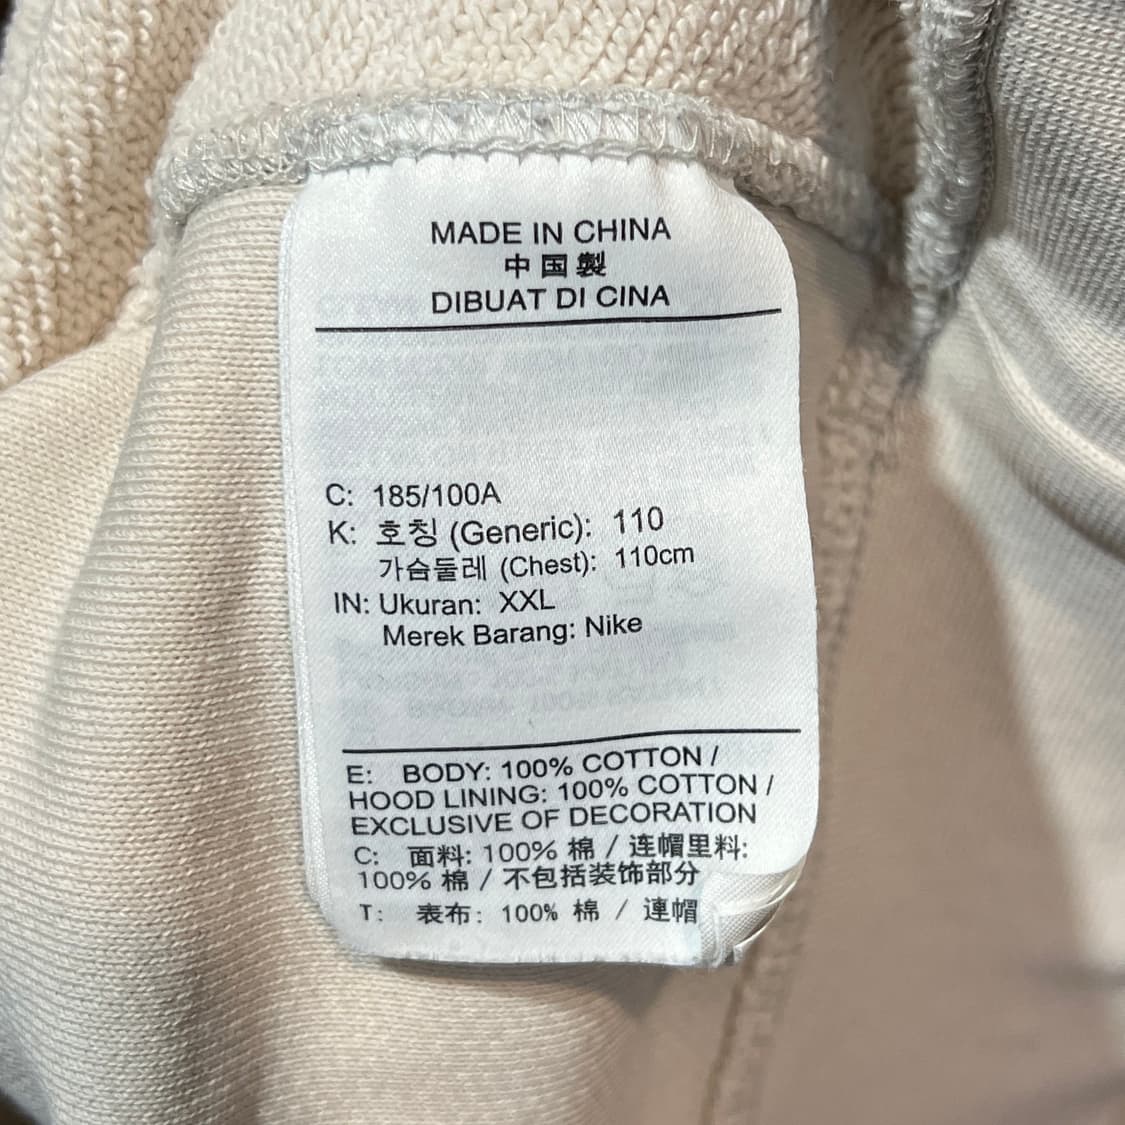 MADE IN CHINA
中国製
DIBUAT DI CINA
C: 185/100A
K: 호칭 (Generic): 110
가슴둘레 (Chest): 110cm
IN: Ukuran: XXL
Merek Barang: Nike
E: BODY: 100% COTTON /
HOOD LINING: 100% COTTON /
EXCLUSIVE OF DECORATION
C: 面料: 100% 棉 / 连帽里料:
100% 棉 / 不包括装饰部分
T: 表布: 100% 棉 / 連帽